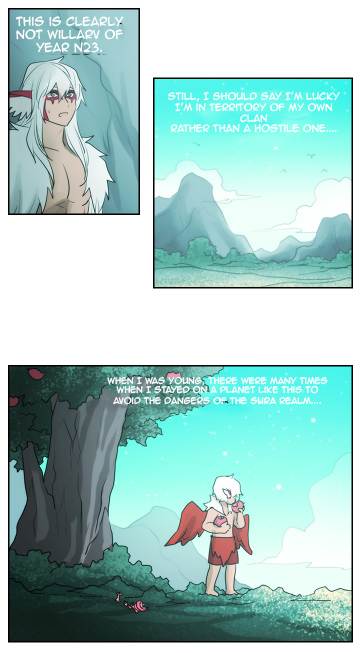 THIS IS CLEARLY
NOT WILLARV OF
YEAR N23.
STILL, I SHOULD SAY I'M LUCKY
I'M IN TERRITORY OF MY OWN
CLAN
RATHER THAN A HOSTILE ONE....
WHEN I WAS YOUNG, THERE WERE MANY TIMES
WHEN I STAYED ON A PLANET LIKE THIS TO
AVOID THE DANGERS OF THE SURA REALM....